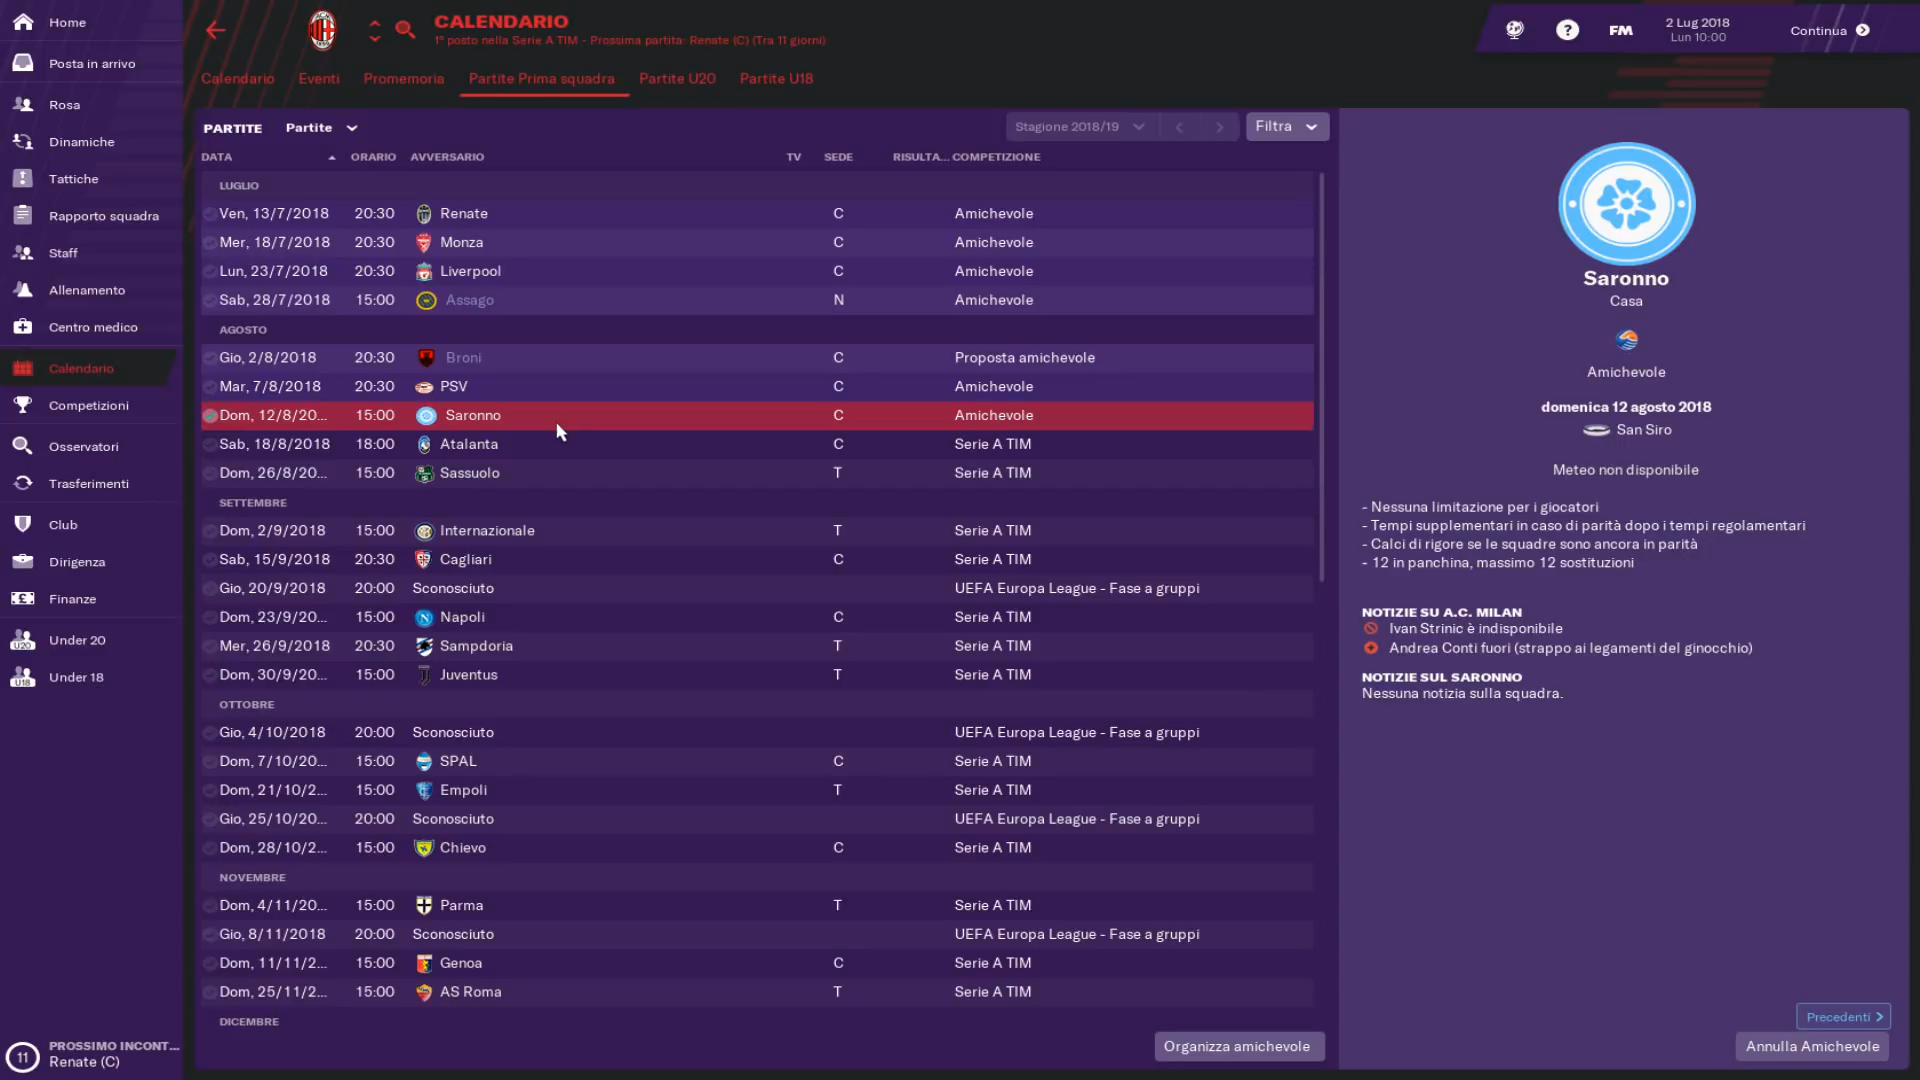 Home
Posta in arrivo
Rosa
Dinamiche
Tattiche
Rapporto squadra
Staff
Allenamento
Centro medico
Calendario
Competizioni
Osservatori
Trasferimenti
Club
Dirigenza
Finanze
U20 Under 20
U18 Under 18
11 PROSSIMO INCONT...
Renate (C)
CALENDARIO
1° posto nella Serie A TIM - Prossima partita: Renate (C) (Tra 11 giorni)
? FM 2 Lug 2018
Lun 10:00
Continua
Calendario Eventi Promemoria Partite Prima squadra Partite U20 Partite U18
PARTITE Partite Stagione 2018/19 Filtra
DATA ORARIO AVVERSARIO TV SEDE RISULTA... COMPETIZIONE
LUGLIO
Ven, 13/7/2018 20:30 Renate C Amichevole
Mer, 18/7/2018 20:30 Monza C Amichevole
Lun, 23/7/2018 20:30 Liverpool C Amichevole
Sab, 28/7/2018 15:00 Assago N Amichevole
AGOSTO
Gio, 2/8/2018 20:30 Broni C Proposta amichevole
Mar, 7/8/2018 20:30 PSV C Amichevole
Dom, 12/8/20... 15:00 Saronno C Amichevole
Sab, 18/8/2018 18:00 Atalanta C Serie A TIM
Dom, 26/8/20... 15:00 Sassuolo T Serie A TIM
SETTEMBRE
Dom, 2/9/2018 15:00 Internazionale T Serie A TIM
Sab, 15/9/2018 20:30 Cagliari C Serie A TIM
Gio, 20/9/2018 20:00 Sconosciuto UEFA Europa League - Fase a gruppi
Dom, 23/9/20... 15:00 Napoli C Serie A TIM
Mer, 26/9/2018 20:30 Sampdoria T Serie A TIM
Dom, 30/9/20... 15:00 Juventus T Serie A TIM
OTTOBRE
Gio, 4/10/2018 20:00 Sconosciuto UEFA Europa League - Fase a gruppi
Dom, 7/10/20... 15:00 SPAL C Serie A TIM
Dom, 21/10/2... 15:00 Empoli T Serie A TIM
Gio, 25/10/20... 20:00 Sconosciuto UEFA Europa League - Fase a gruppi
Dom, 28/10/2... 15:00 Chievo C Serie A TIM
NOVEMBRE
Dom, 4/11/20... 15:00 Parma T Serie A TIM
Gio, 8/11/2018 20:00 Sconosciuto UEFA Europa League - Fase a gruppi
Dom, 11/11/2... 15:00 Genoa C Serie A TIM
Dom, 25/11/2... 15:00 AS Roma T Serie A TIM
DICEMBRE
Organizza amichevole
Saronno
Casa
Amichevole
domenica 12 agosto 2018
San Siro
Meteo non disponibile
- Nessuna limitazione per i giocatori
- Tempi supplementari in caso di parità dopo i tempi regolamentari
- Calci di rigore se le squadre sono ancora in parità
- 12 in panchina, massimo 12 sostituzioni
NOTIZIE SU A.C. MILAN
Ivan Strinic è indisponibile
Andrea Conti fuori (strappo ai legamenti del ginocchio)
NOTIZIE SUL SARONNO
Nessuna notizia sulla squadra.
Precedenti
Annulla Amichevole